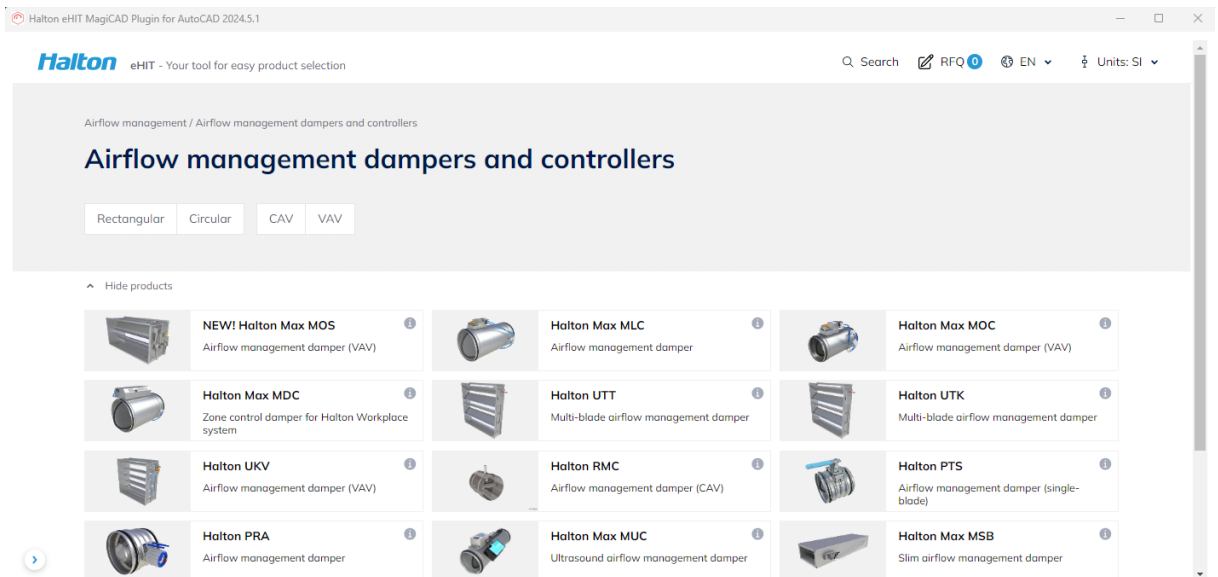 Halton eHIT MagiCAD Plugin for AutoCAD 2024.5.1
Halton eHIT - Your tool for easy product selection
Search RFQ 0 EN Units: SI
Airflow management / Airflow management dampers and controllers
Airflow management dampers and controllers
Rectangular Circular CAV VAV
Hide products
NEW! Halton Max MOS
Airflow management damper (VAV)
Halton Max MLC
Airflow management damper
Halton Max MOC
Airflow management damper (VAV)
Halton Max MDC
Zone control damper for Halton Workplace
system
Halton UTT
Multi-blade airflow management damper
Halton UTK
Multi-blade airflow management damper
Halton UKV
Airflow management damper (VAV)
Halton RMC
Airflow management damper (CAV)
Halton PTS
Airflow management damper (single-
blade)
Halton PRA
Airflow management damper
Halton Max MUC
Ultrasound airflow management damper
Halton Max MSB
Slim airflow management damper